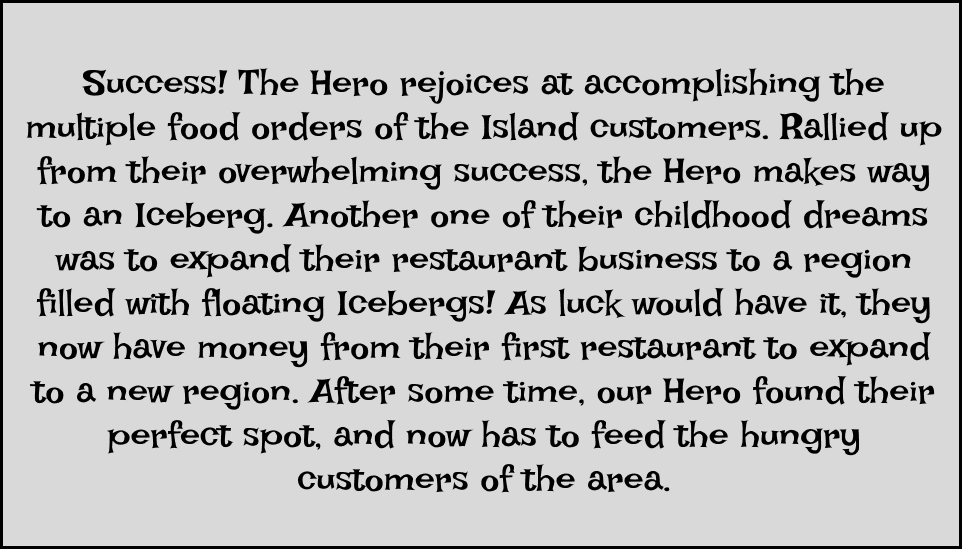 Success! The Hero rejoices at accomplishing the
multiple food orders of the Island customers. Rallied up
from their overwhelming success, the Hero makes way
to an Iceberg. Another one of their childhood dreams
was to expand their restaurant business to a region
filled with floating Icebergs! As luck would have it, they
now have money from their first restaurant to expand
to a new region. After some time, our Hero found their
perfect spot, and now has to feed the hungry
customers of the area.